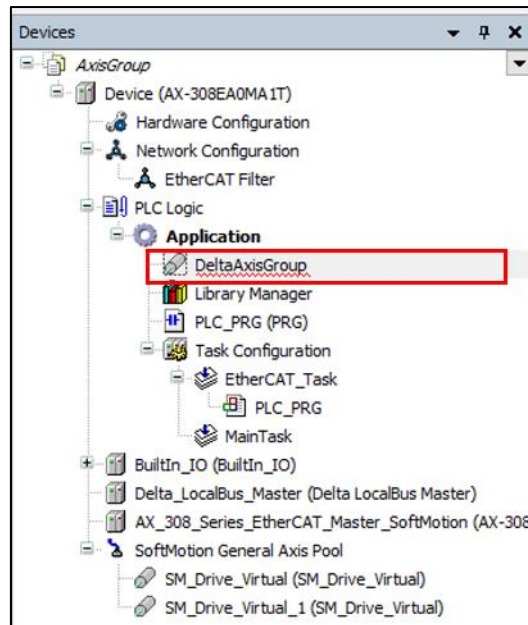 Devices
AxisGroup
Device (AX-308EA0MA1T)
Hardware Configuration
Network Configuration
EtherCAT Filter
PLC Logic
Application
DeltaAxisGroup
Library Manager
PLC_PRG (PRG)
Task Configuration
EtherCAT_Task
PLC_PRG
MainTask
BuiltIn_IO (BuiltIn_IO)
Delta_LocalBus_Master (Delta LocalBus Master)
AX_308_Series_EtherCAT_Master_SoftMotion (AX-308
SoftMotion General Axis Pool
SM_Drive_Virtual (SM_Drive_Virtual)
SM_Drive_Virtual_1 (SM_Drive_Virtual)